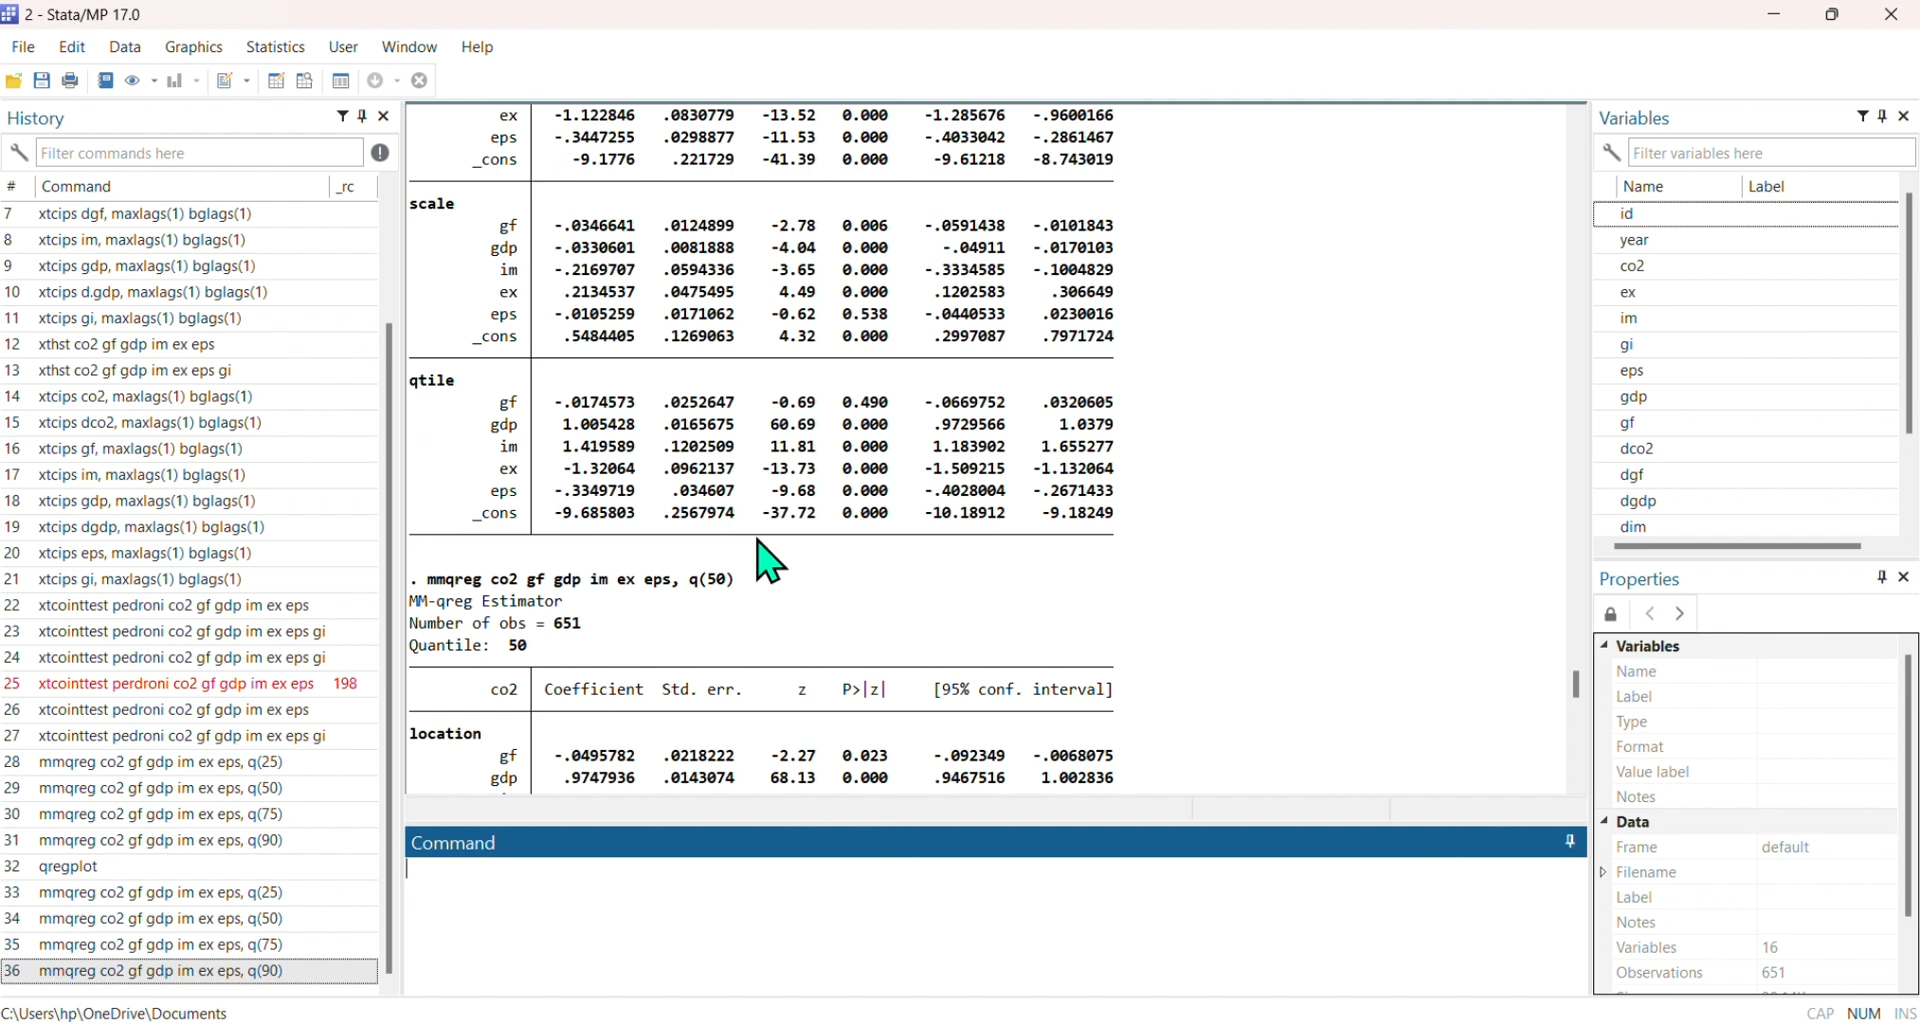 2 - Stata/MP 17.0
File Edit Data Graphics Statistics User Window Help
History
Filter commands here
# Command _rc
7 xtcips dgf, maxlags(1) bglags(1)
8 xtcips im, maxlags(1) bglags(1)
9 xtcips gdp, maxlags(1) bglags(1)
10 xtcips d.gdp, maxlags(1) bglags(1)
11 xtcips gi, maxlags(1) bglags(1)
12 xthst co2 gf gdp im ex eps
13 xthst co2 gf gdp im ex eps gi
14 xtcips co2, maxlags(1) bglags(1)
15 xtcips dco2, maxlags(1) bglags(1)
16 xtcips gf, maxlags(1) bglags(1)
17 xtcips im, maxlags(1) bglags(1)
18 xtcips gdp, maxlags(1) bglags(1)
19 xtcips dgdp, maxlags(1) bglags(1)
20 xtcips eps, maxlags(1) bglags(1)
21 xtcips gi, maxlags(1) bglags(1)
22 xtcointtest pedroni co2 gf gdp im ex eps
23 xtcointtest pedroni co2 gf gdp im ex eps gi
24 xtcointtest pedroni co2 gf gdp im ex eps gi
25 xtcointtest perdroni co2 gf gdp im ex eps 198
26 xtcointtest pedroni co2 gf gdp im ex eps
27 xtcointtest pedroni co2 gf gdp im ex eps gi
28 mmqreg co2 gf gdp im ex eps, q(25)
29 mmqreg co2 gf gdp im ex eps, q(50)
30 mmqreg co2 gf gdp im ex eps, q(75)
31 mmqreg co2 gf gdp im ex eps, q(90)
32 qregplot
33 mmqreg co2 gf gdp im ex eps, q(25)
34 mmqreg co2 gf gdp im ex eps, q(50)
35 mmqreg co2 gf gdp im ex eps, q(75)
36 mmqreg co2 gf gdp im ex eps, q(90)
ex -1.122846 .0830779 -13.52 0.000 -1.285676 -.9600166
eps -.3447255 .0298877 -11.53 0.000 -.4033042 -.2861467
_cons -9.1776 .221729 -41.39 0.000 -9.61218 -8.743019
scale
gf -.0346641 .0124899 -2.78 0.006 -.0591438 -.0101843
gdp -.0330601 .0081888 -4.04 0.000 -.04911 -.0170103
im -.2169707 .0594336 -3.65 0.000 -.3334585 -.1004829
ex .2134537 .0475495 4.49 0.000 .1202583 .306649
eps -.0105259 .0171062 -0.62 0.538 -.0440533 .0230016
_cons .5484405 .1269063 4.32 0.000 .2997087 .7971724
qtile
gf -.0174573 .0252647 -0.69 0.490 -.0669752 .0320605
gdp 1.005428 .0165675 60.69 0.000 .9729566 1.0379
im 1.419589 .1202509 11.81 0.000 1.183902 1.655277
ex -1.32064 .0962137 -13.73 0.000 -1.509215 -1.132064
eps -.3349719 .034607 -9.68 0.000 -.4028004 -.2671433
_cons -9.685803 .2567974 -37.72 0.000 -10.18912 -9.18249
. mmqreg co2 gf gdp im ex eps, q(50)
MM-qreg Estimator
Number of obs = 651
Quantile: 50
co2 Coefficient Std. err. z P>|z| [95% conf. interval]
location
gf -.0495782 .0218222 -2.27 0.023 -.092349 -.0068075
gdp .9747936 .0143074 68.13 0.000 .9467516 1.002836
Command
Variables
Filter variables here
Name Label
id
year
co2
ex
im
gi
eps
gdp
gf
dco2
dgf
dgdp
dim
Properties
Variables
Name
Label
Type
Format
Value label
Notes
Data
Frame default
Filename
Label
Notes
Variables 16
Observations 651
C:\Users\hp\OneDrive\Documents
CAP NUM INS